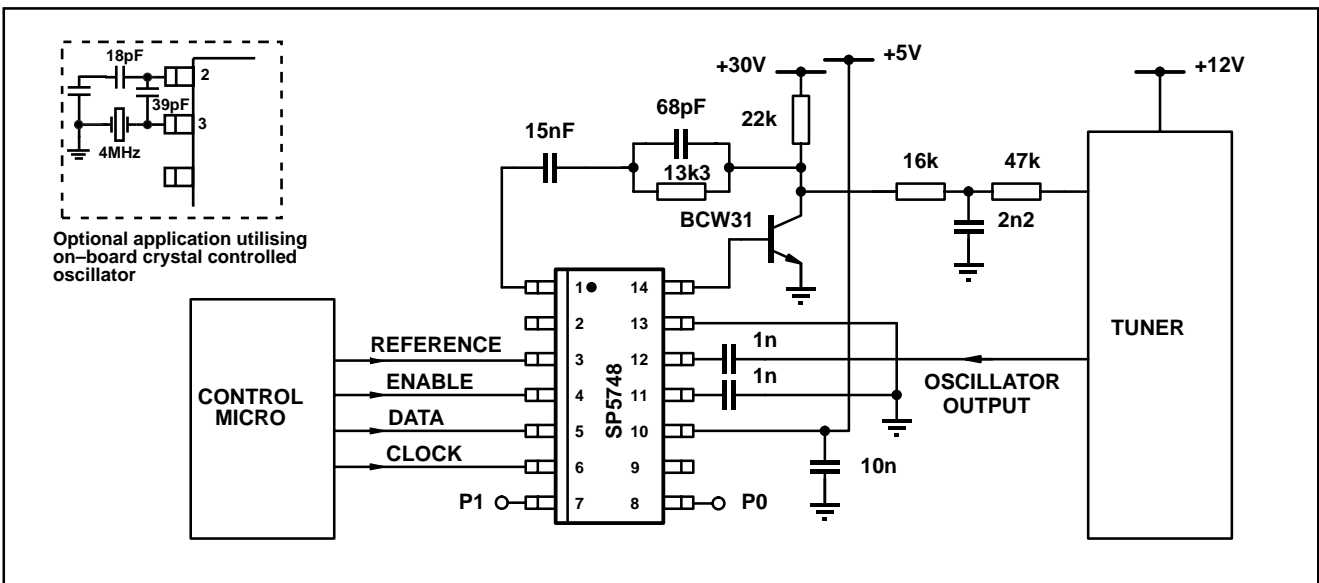 18pF
2
39pF
3
4MHz
Optional application utilising
on–board crystal controlled
oscillator
+30V
+5V
+12V
68pF
22k
15nF
13k3
16k
47k
BCW31
2n2
CONTROL
MICRO
REFERENCE
ENABLE
DATA
CLOCK
P1
SP5748
1
2
3
4
5
6
7
14
13
12
11
10
9
8
P0
1n
1n
10n
OSCILLATOR
OUTPUT
TUNER